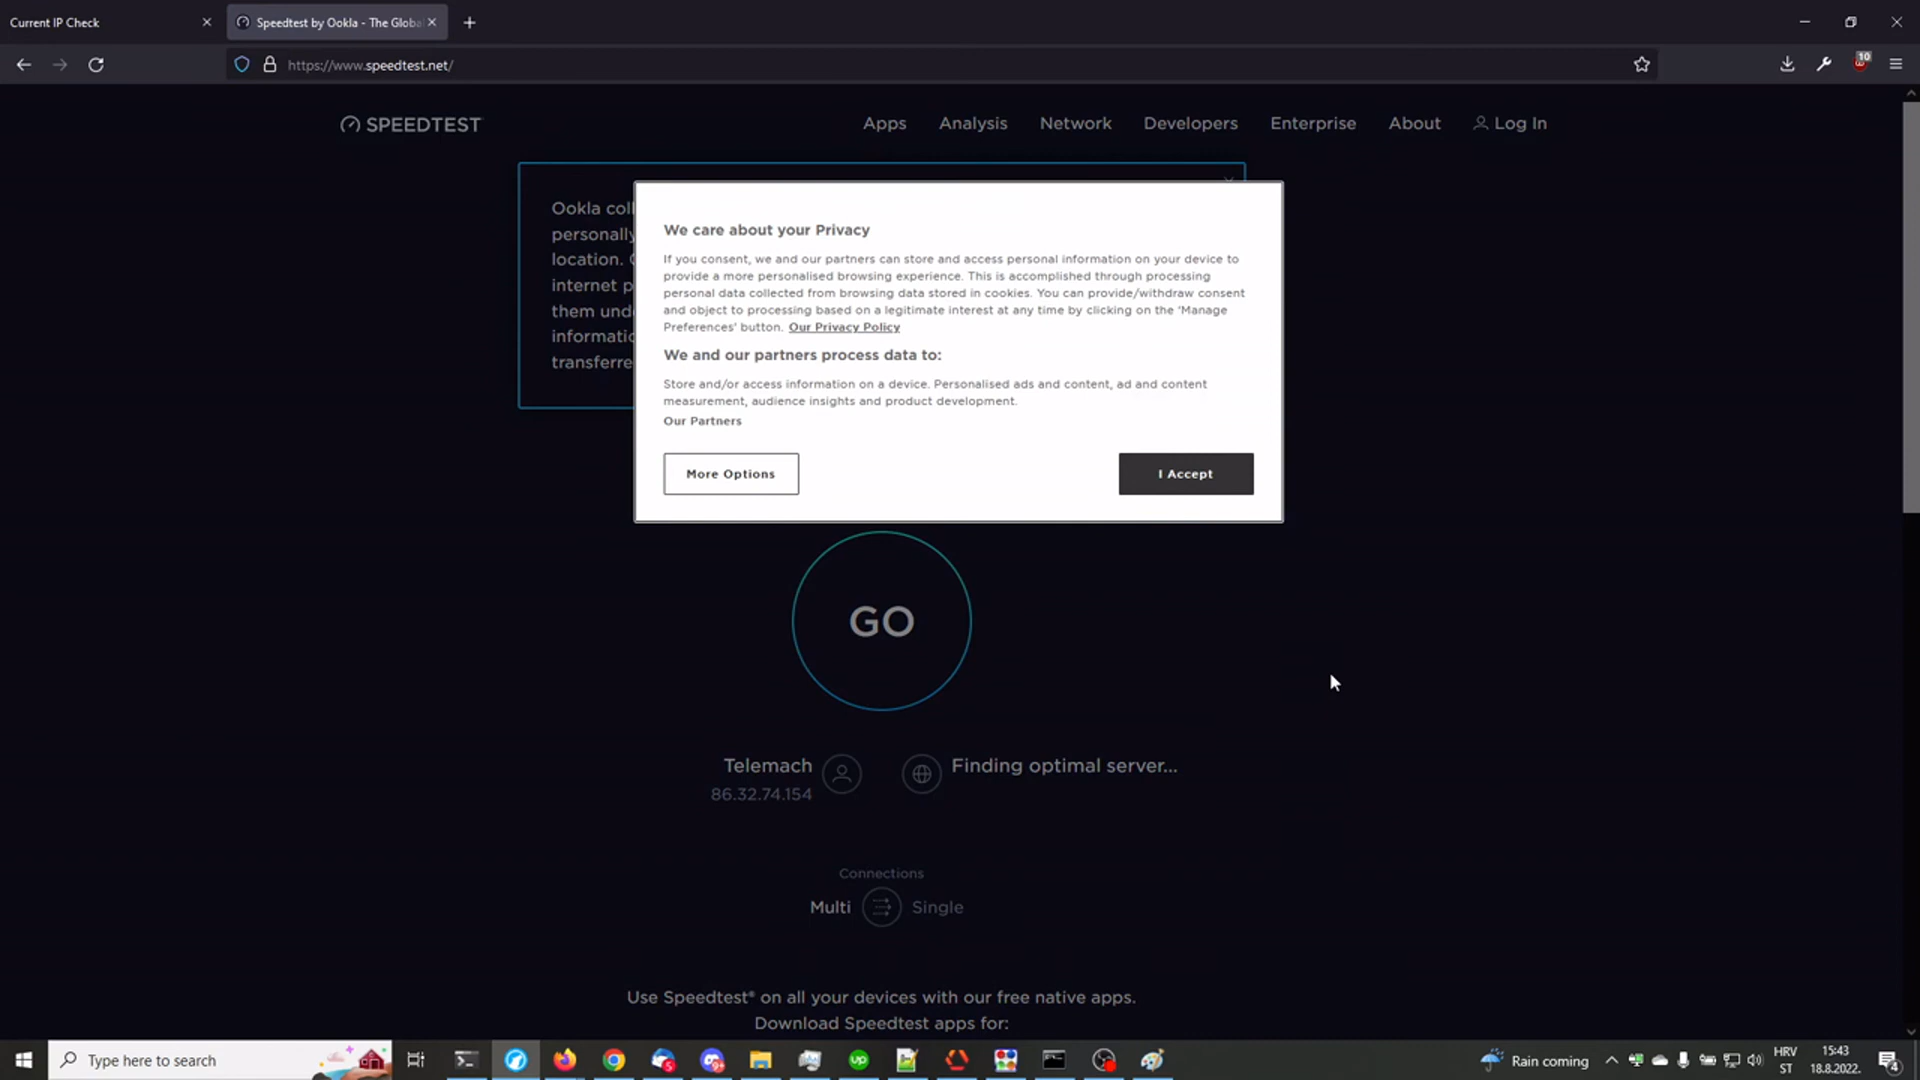 Current IP Check
Speedtest by Ookla - The Global
https://www.speedtest.net/
10
SPEEDTEST
Apps
Analysis
Network
Developers
Enterprise
About
Log In
Ookla coll
personally
location.
internet p
them unde
informatio
transferre
We care about your Privacy
If you consent, we and our partners can store and access personal information on your device to
provide a more personalised browsing experience. This is accomplished through processing
personal data collected from browsing data stored in cookies. You can provide/withdraw consent
and object to processing based on a legitimate interest at any time by clicking on the 'Manage
Preferences' button. Our Privacy Policy
We and our partners process data to:
Store and/or access information on a device. Personalised ads and content, ad and content
measurement, audience insights and product development.
Our Partners
More Options
I Accept
GO
Telemach
86.32.74.154
Finding optimal server...
Connections
Multi
Single
Use Speedtest® on all your devices with our free native apps.
Download Speedtest apps for:
Type here to search
up
Rain coming
HRV
ST
15:43
18.8.2022.
4